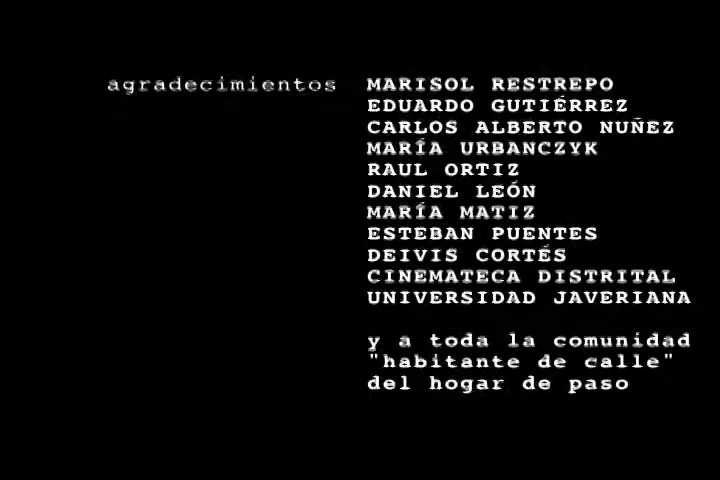 agradecimientos MARISOL RESTREPO
EDUARDO GUTIÉRREZ
CARLOS ALBERTO NUÑEZ
MARÍA URBANCZYK
RAUL ORTIZ
DANIEL LEÓN
MARÍA MATIZ
ESTEBAN PUENTES
DEIVIS CORTÉS
CINEMATECA DISTRITAL
UNIVERSIDAD JAVERIANA
y a toda la comunidad
"habitante de calle"
del hogar de paso